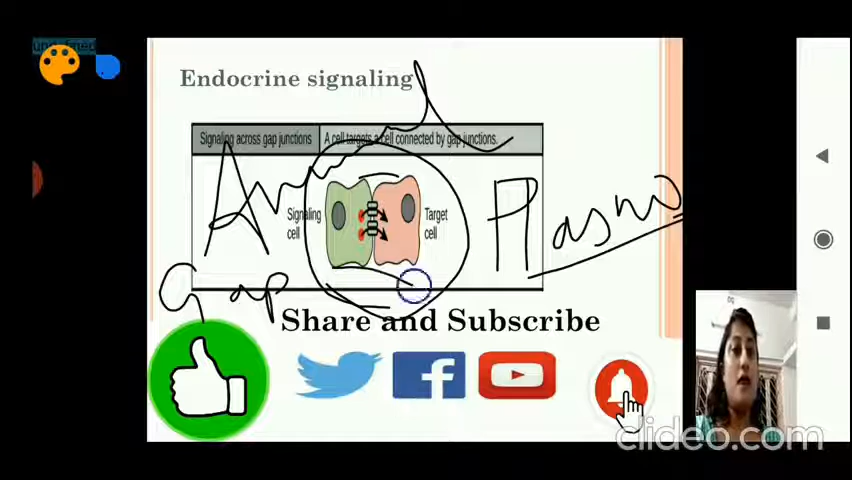 Endocrine signaling
Signaling across gap junctions
A cell targets a cell connected by gap junctions.
Signaling
cell
Target
cell
Plasmo
Gap
Share and Subscribe
clideo.com